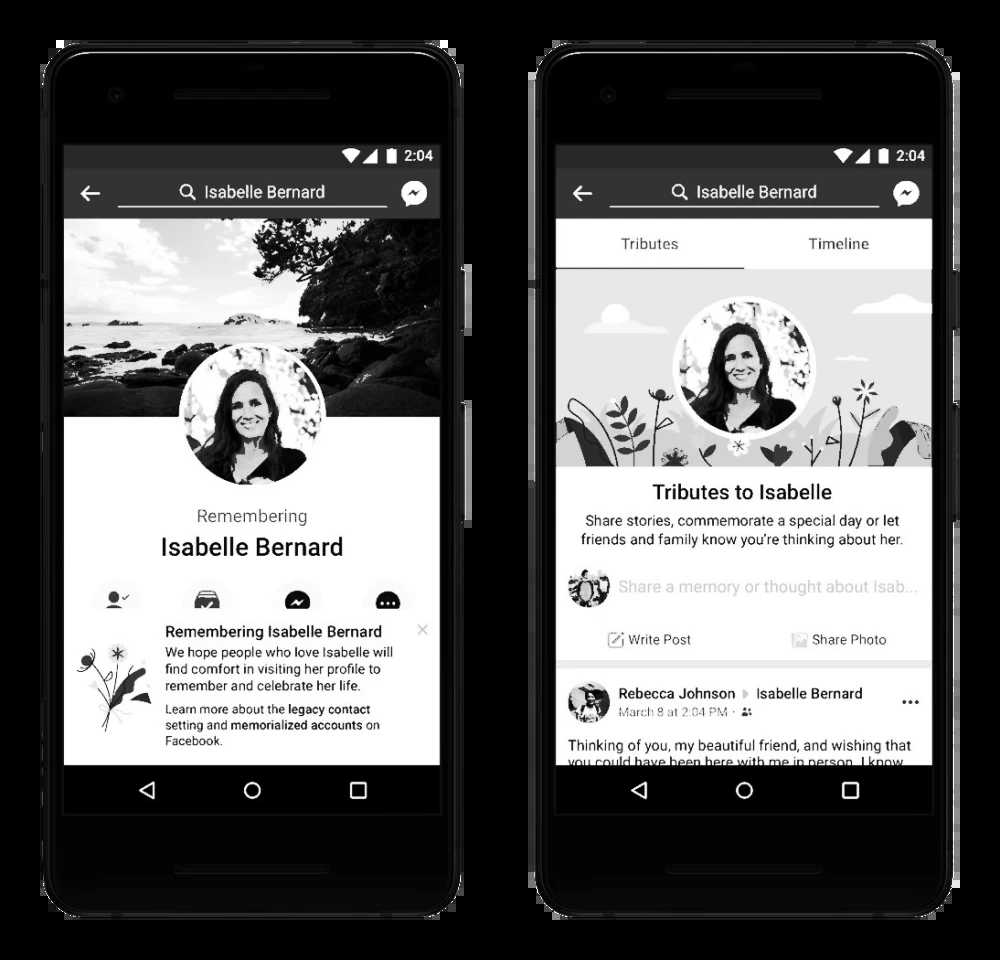 2:04
Isabelle Bernard
Remembering
Isabelle Bernard
Remembering Isabelle Bernard
We hope people who love Isabelle will
find comfort in visiting her profile to
remember and celebrate her life.
Learn more about the legacy contact
setting and memorialized accounts on
Facebook.
2:04
Isabelle Bernard
Tributes Timeline
Tributes to Isabelle
Share stories, commemorate a special day or let
friends and family know you're thinking about her.
Share a memory or thought about Isab...
Write Post Share Photo
Rebecca Johnson Isabelle Bernard
March 8 at 2:04 PM ·
Thinking of you, my beautiful friend, and wishing that
you could have been here with me in person. I know